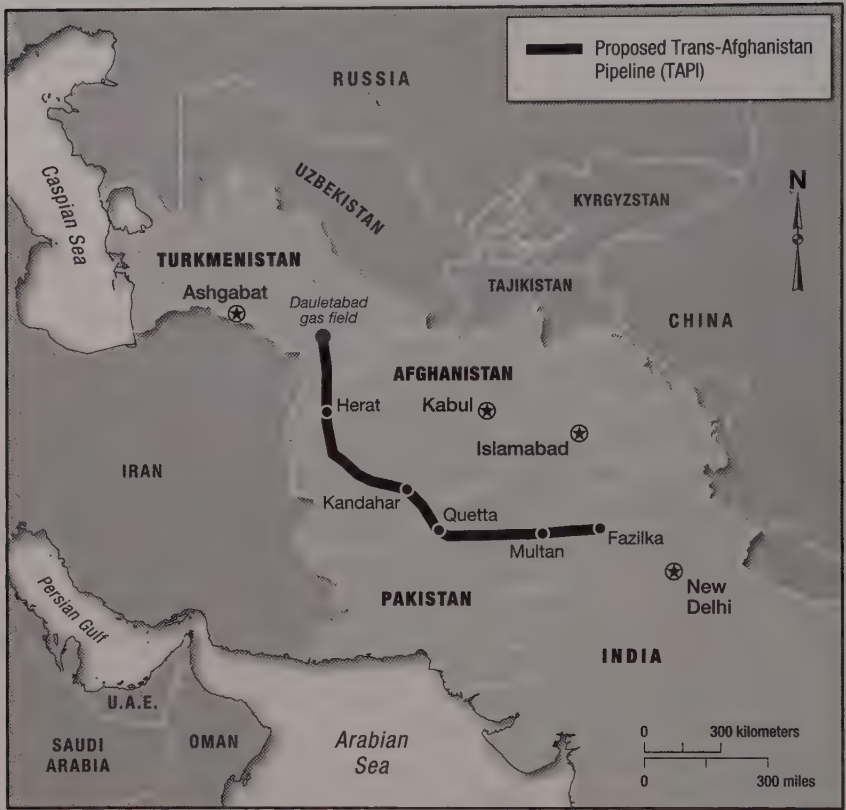 Proposed Trans-Afghanistan
Pipeline (TAPI)
RUSSIA
Caspian Sea
UZBEKISTAN
KYRGYZSTAN
N
TURKMENISTAN
Ashgabat
Dauletabad
gas field
TAJIKISTAN
CHINA
AFGHANISTAN
Herat
Kabul
Islamabad
IRAN
Kandahar
Quetta
Multan
Fazilka
New
Delhi
Persian Gulf
PAKISTAN
INDIA
U.A.E.
SAUDI
ARABIA
OMAN
Arabian
Sea
0 300 kilometers
0 300 miles